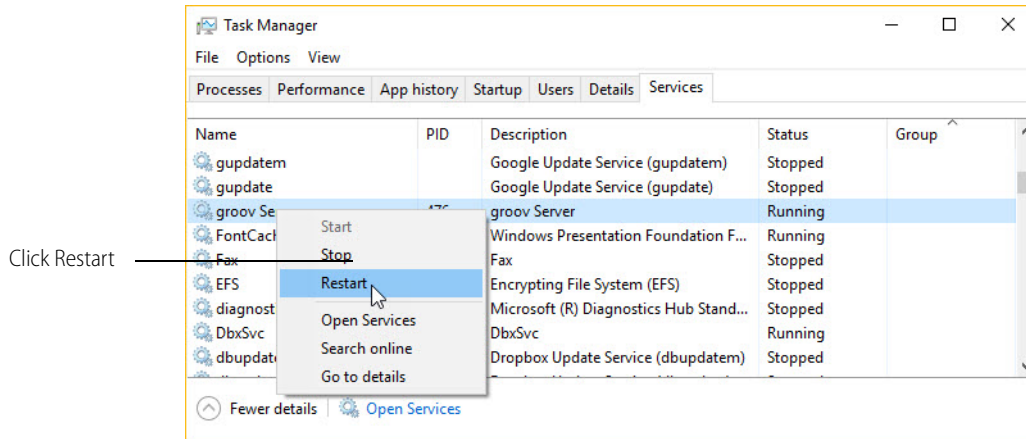 Task Manager
File Options View
Processes Performance App history Startup Users Details Services
Name PID Description Status Group
gupdatem Google Update Service (gupdatem) Stopped
gupdate Google Update Service (gupdate) Stopped
groov Se groov Server Running
FontCacl Windows Presentation Foundation F... Running
Fax Fax Stopped
EFS Encrypting File System (EFS) Stopped
diagnost Microsoft (R) Diagnostics Hub Stand... Stopped
DbxSvc DbxSvc Running
dbupdat Dropbox Update Service (dbupdatem) Stopped
Start
Stop
Restart
Open Services
Search online
Go to details
Click Restart
Fewer details Open Services